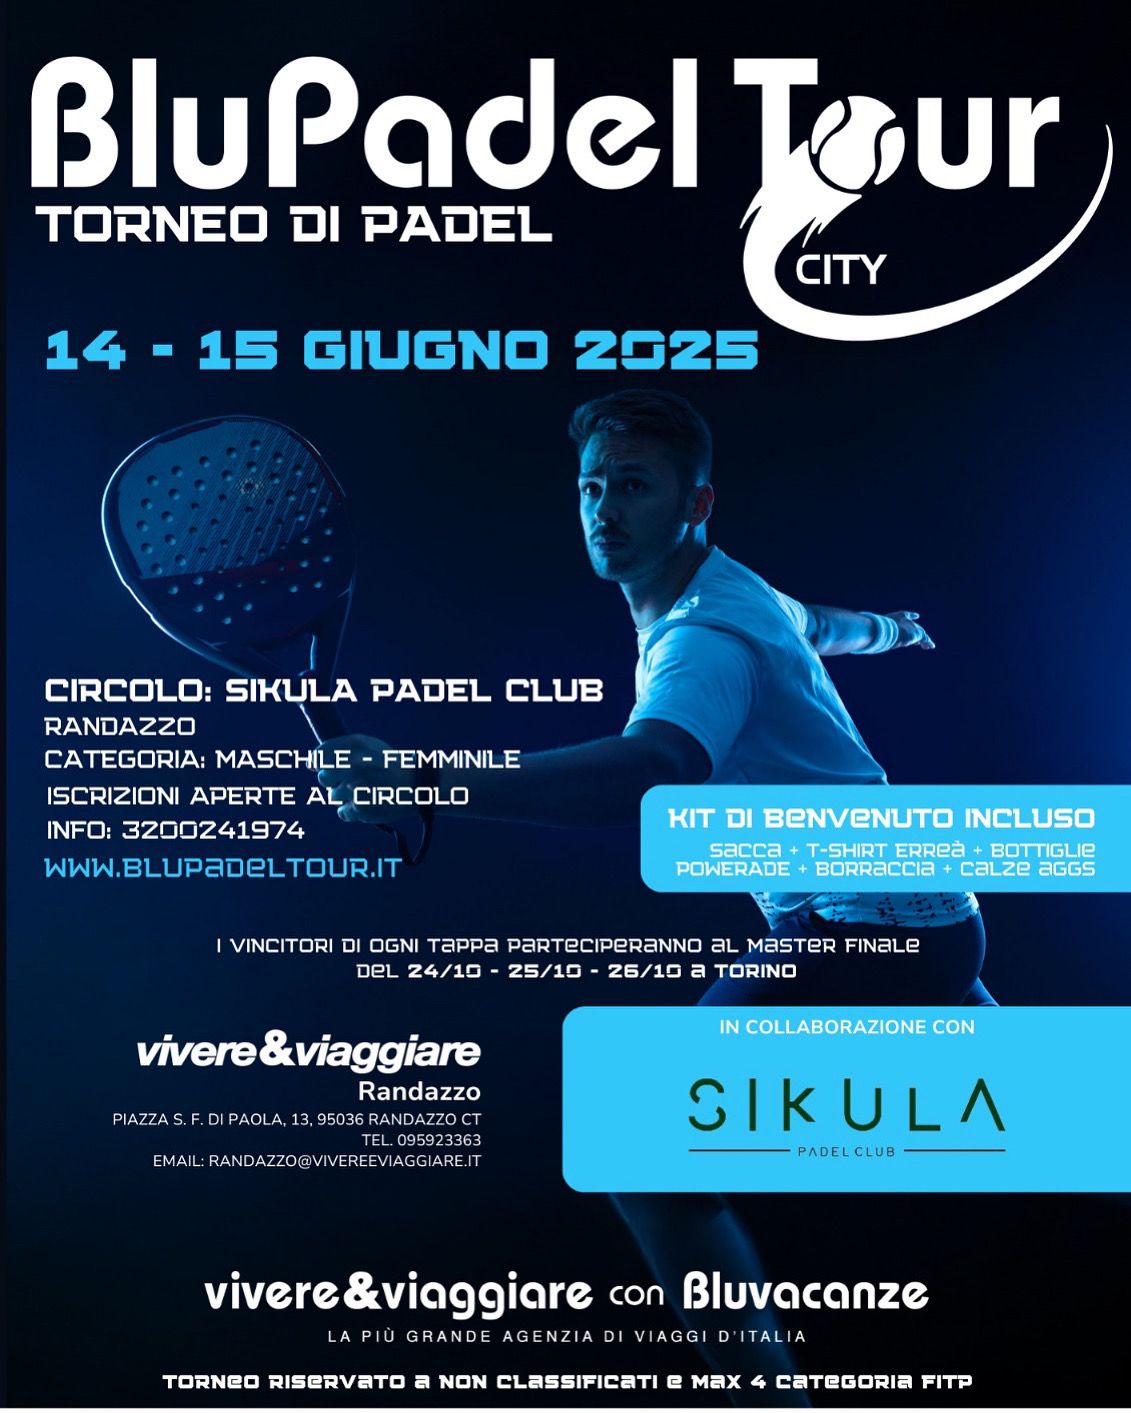 BluPadel Tour
TORNEO DI PADEL
CITY
14 - 15 GIUGNO 2025
CIRCOLO: SIKULA PADEL CLUB
RANDAZZO
CATEGORIA: MASCHILE - FEMMINILE
ISCRIZIONI APERTE AL CIRCOLO
INFO: 3200241974
WWW.BLUPADELTOUR.IT
KIT DI BENVENUTO INCLUSO
SACCA + T-SHIRT ERREÀ + BOTTIGLIE
POWERADE + BORRACCIA + CALZE AGGS
I VINCITORI DI OGNI TAPPA PARTECIPERANNO AL MASTER FINALE
DEL 24/10 - 25/10 - 26/10 A TORINO
vivere&viaggiare
Randazzo
PIAZZA S. F. DI PAOLA, 13, 95036 RANDAZZO CT
TEL. 095923363
EMAIL: RANDAZZO@VIVEREEVIAGGIARE.IT
IN COLLABORAZIONE CON
SIKULA
PADEL CLUB
vivere&viaggiare con Bluvacanze
LA PIÙ GRANDE AGENZIA DI VIAGGI D'ITALIA
TORNEO RISERVATO A NON CLASSIFICATI E MAX 4 CATEGORIA FITP